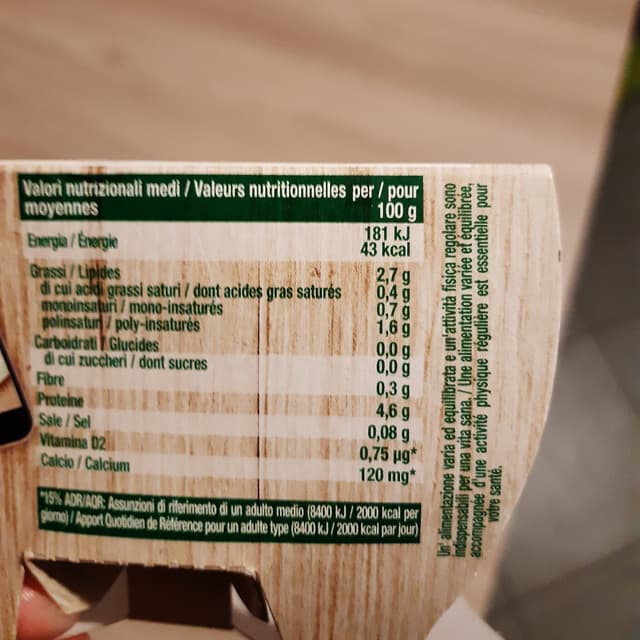 Valori nutrizionali medi / Valeurs nutritionnelles per / pour
moyennes 100 g
Energia / Énergie 181 kJ
43 kcal
Grassi / Lipides 2,7 g
di cui acidi grassi saturi / dont acides gras saturés 0,4 g
monoinsaturi / mono-insaturés 0,7 g
polinsaturi / poly-insaturés 1,6 g
Carboidrati / Glucides 0,0 g
di cui zuccheri / dont sucres 0,0 g
Fibre 0,3 g
Proteine 4,6 g
Sale / Sel 0,08 g
Vitamina D2 0,75 µg*
Calcio / Calcium 120 mg*
*15% ADR/AQR: Assunzioni di riferimento di un adulto medio (8400 kJ / 2000 kcal per
giorno) / Apport Quotidien de Référence pour un adulte type (8400 kJ / 2000 kcal par jour)
Un' alimentazione varia ed equilibrata e un'attività fisica regolare sono
indispensabili per una vita sana. / Une alimentation variée et équilibrée,
accompagnée d'une activité physique régulière est essentielle pour
votre santé.